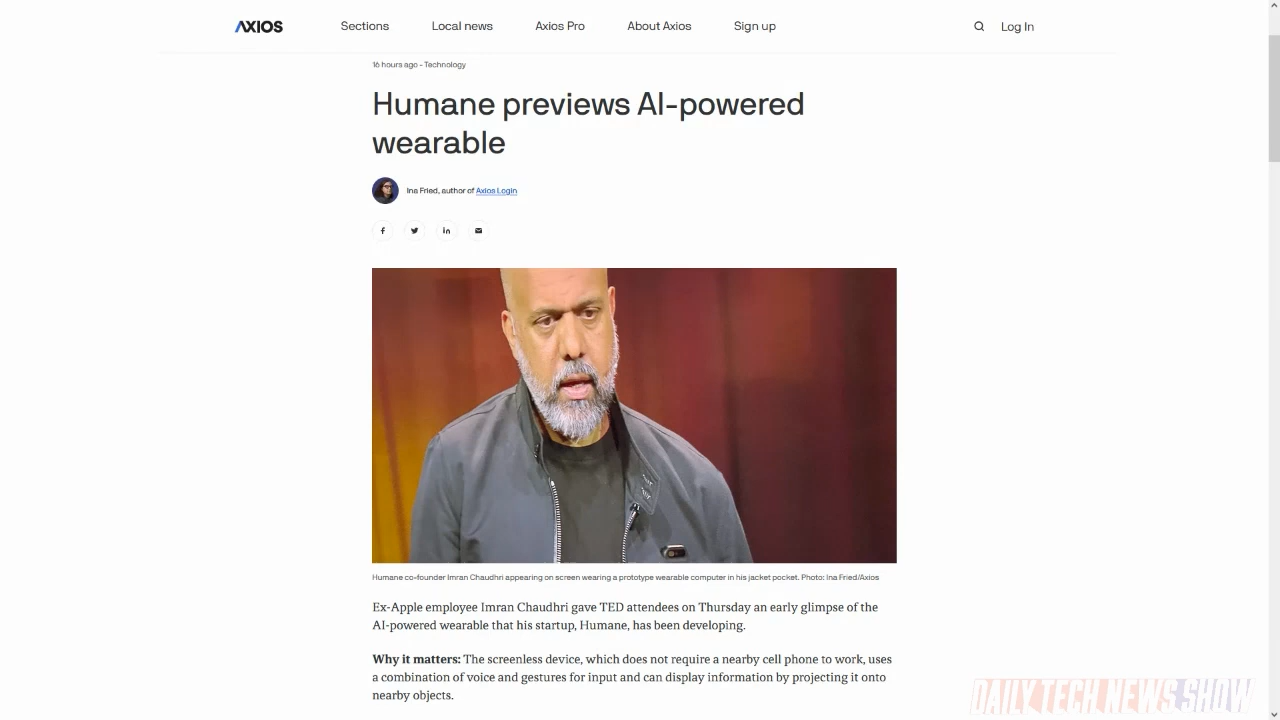 AXIOS
Sections
Local news
Axios Pro
About Axios
Sign up
Log In
16 hours ago - Technology
Humane previews AI-powered
wearable
Ina Fried, author of Axios Login
Humane co-founder Imran Chaudhri appearing on screen wearing a prototype wearable computer in his jacket pocket. Photo: Ina Fried/Axios
Ex-Apple employee Imran Chaudhri gave TED attendees on Thursday an early glimpse of the
AI-powered wearable that his startup, Humane, has been developing.
Why it matters: The screenless device, which does not require a nearby cell phone to work, uses
a combination of voice and gestures for input and can display information by projecting it onto
nearby objects.
DAILY TECH NEWS SHOW